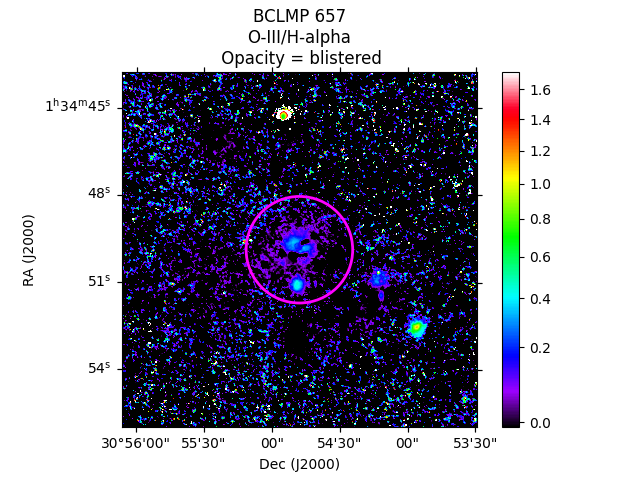 BCLMP 657
O-III/H-alpha
Opacity = blistered
1h34m45s
48s
51s
54s
RA (J2000)
30°56'00" 55'30" 00" 54'30" 00" 53'30"
Dec (J2000)
1.6
1.4
1.2
1.0
0.8
0.6
0.4
0.2
0.0